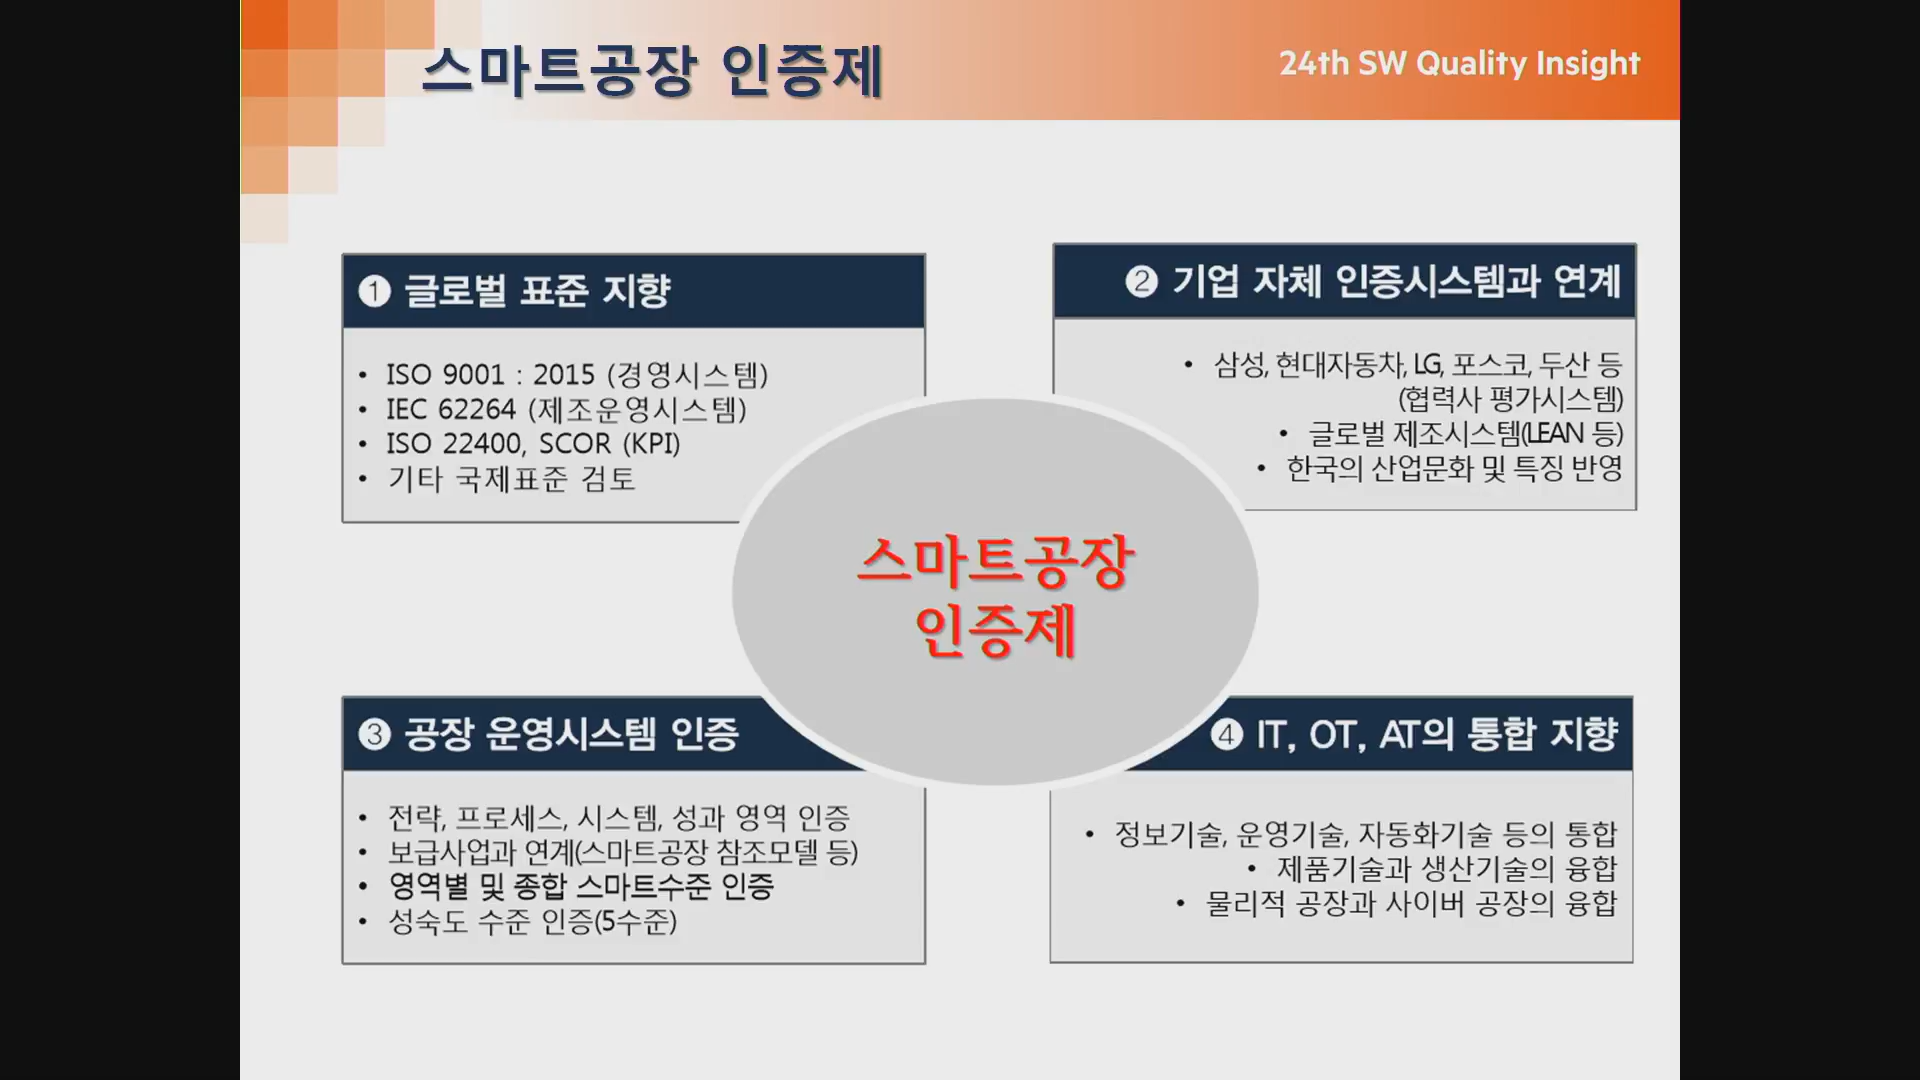 스마트공장 인증제
24th SW Quality Insight
❶ 글로벌 표준 지향
• ISO 9001 : 2015 (경영시스템)
• IEC 62264 (제조운영시스템)
• ISO 22400, SCOR (KPI)
• 기타 국제표준 검토
❷ 기업 자체 인증시스템과 연계
• 삼성, 현대자동차, LG, 포스코, 두산 등
(협력사 평가시스템)
• 글로벌 제조시스템(LEAN 등)
• 한국의 산업문화 및 특징 반영
스마트공장
인증제
❸ 공장 운영시스템 인증
• 전략, 프로세스, 시스템, 성과 영역 인증
• 보급사업과 연계(스마트공장 참조모델 등)
• 영역별 및 종합 스마트수준 인증
• 성숙도 수준 인증(5수준)
❹ IT, OT, AT의 통합 지향
• 정보기술, 운영기술, 자동화기술 등의 통합
• 제품기술과 생산기술의 융합
• 물리적 공장과 사이버 공장의 융합